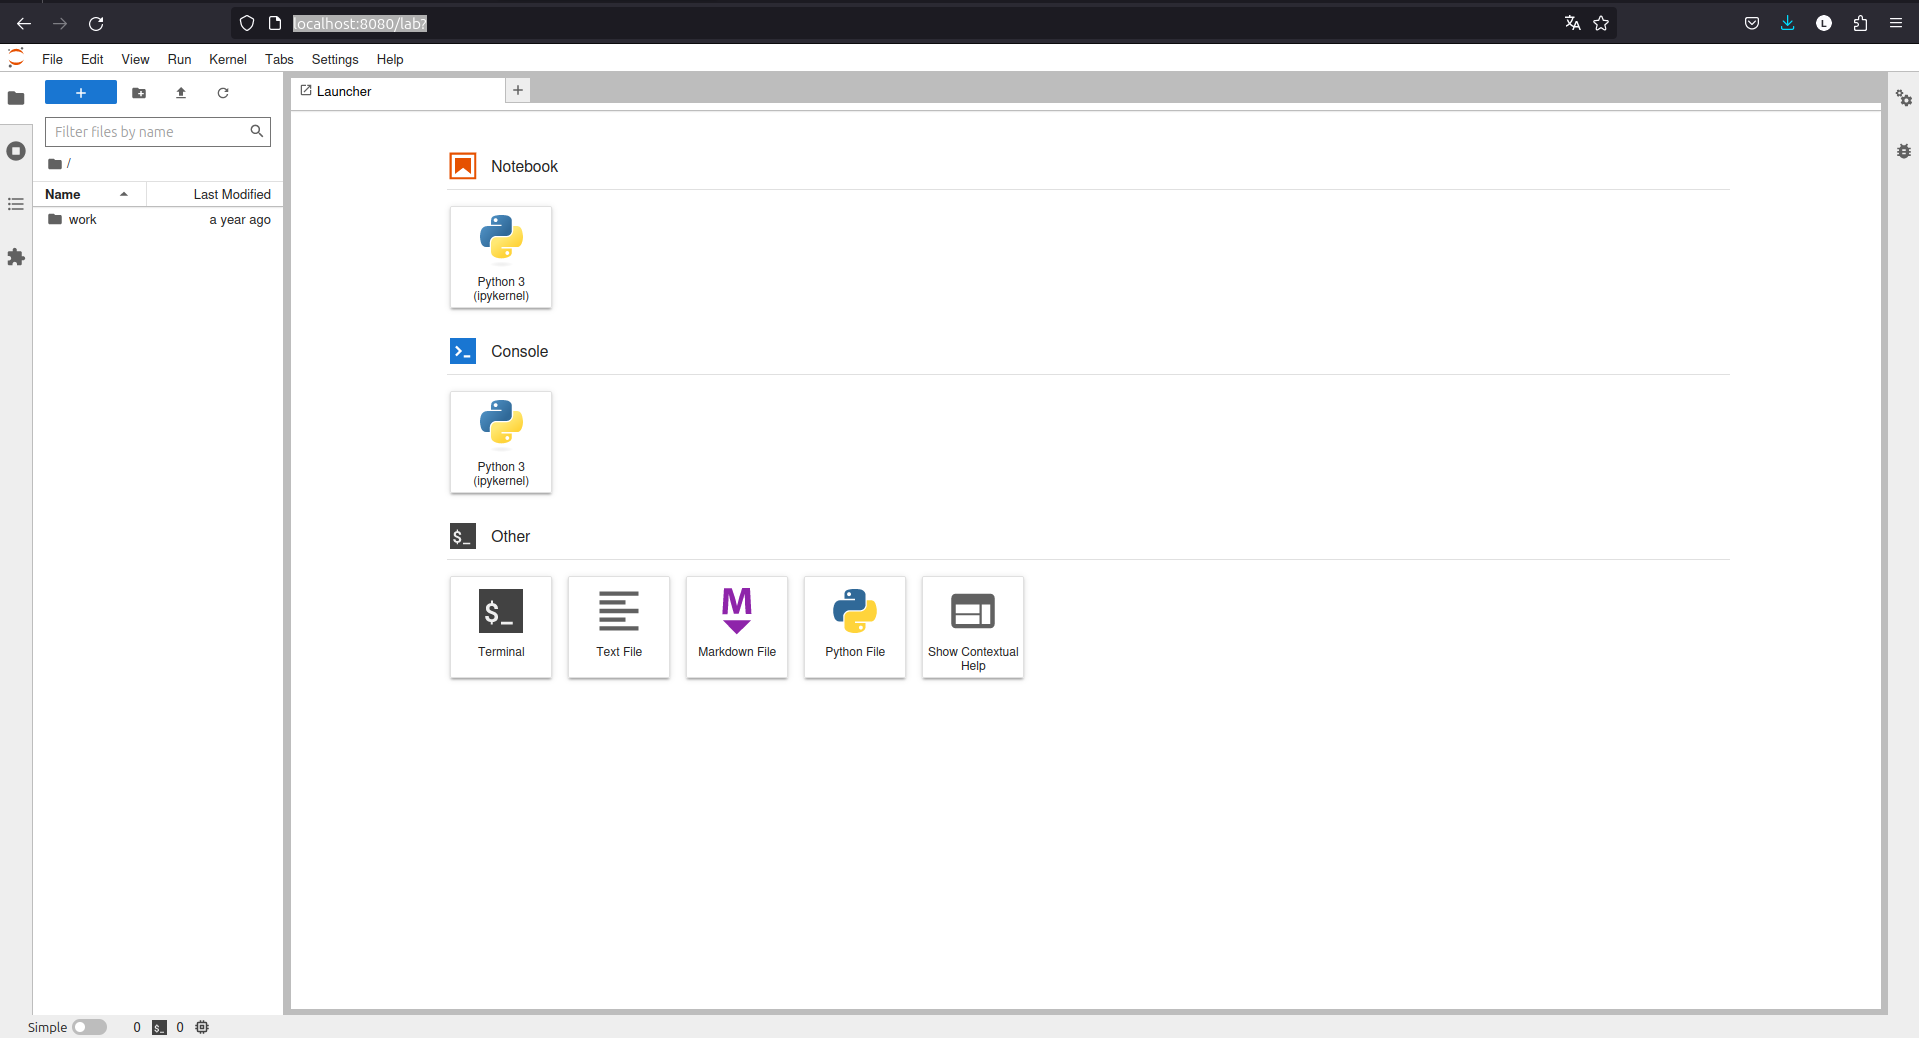 localhost:8080/lab?
L
File Edit View Run Kernel Tabs Settings Help
Launcher
Filter files by name
/
Name Last Modified
work a year ago
Notebook
Python 3
(ipykernel)
Console
Python 3
(ipykernel)
$_ Other
$_
Terminal
Text File
M
Markdown File
Python File
Show Contextual
Help
Simple 0 $_ 0